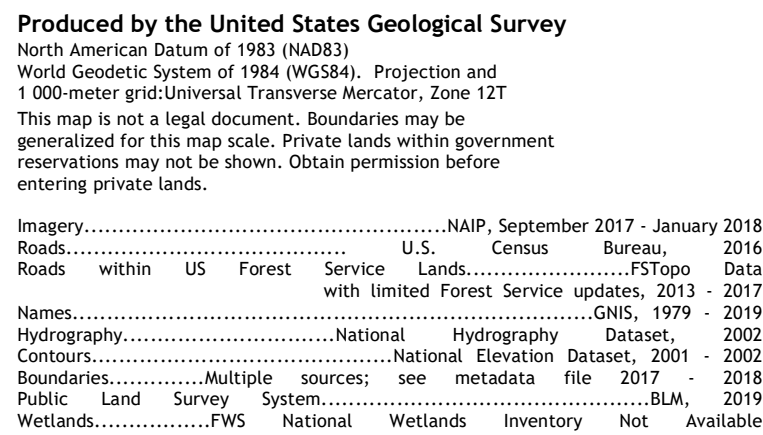 Produced by the United States Geological Survey
North American Datum of 1983 (NAD83)
World Geodetic System of 1984 (WGS84). Projection and
1 000-meter grid:Universal Transverse Mercator, Zone 12T
This map is not a legal document. Boundaries may be
generalized for this map scale. Private lands within government
reservations may not be shown. Obtain permission before
entering private lands.
Imagery.....................................................NAIP, September 2017 - January 2018
Roads......................................... U.S. Census Bureau, 2016
Roads within US Forest Service Lands........................FSTopo Data
with limited Forest Service updates, 2013 - 2017
Names.............................................................GNIS, 1979 - 2019
Hydrography...............................National Hydrography Dataset, 2002
Contours............................................National Elevation Dataset, 2001 - 2002
Boundaries..............Multiple sources; see metadata file 2017 - 2018
Public Land Survey System................................................BLM, 2019
Wetlands.................FWS National Wetlands Inventory Not Available